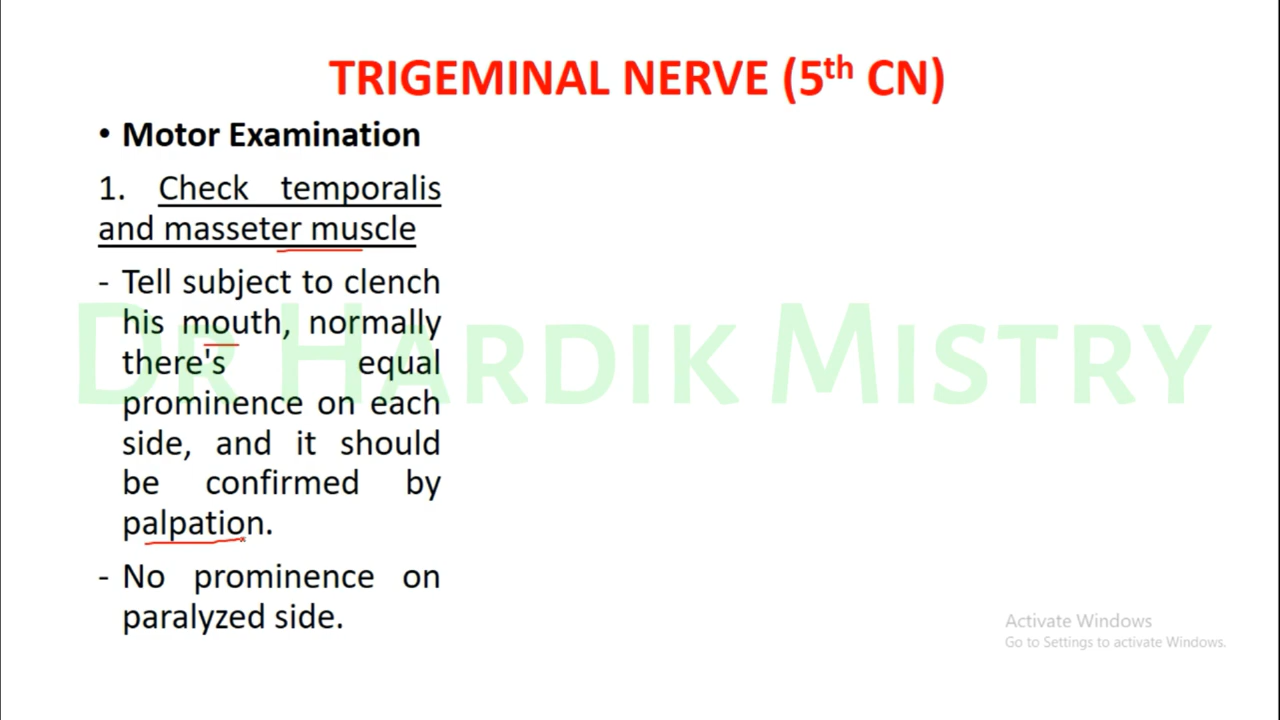 TRIGEMINAL NERVE (5th CN)
• Motor Examination
1. Check temporalis
and masseter muscle
- Tell subject to clench
his mouth, normally
there's equal
prominence on each
side, and it should
be confirmed by
palpation.
- No prominence on
paralyzed side.
DR HARDIK MISTRY
Activate Windows
Go to Settings to activate Windows.